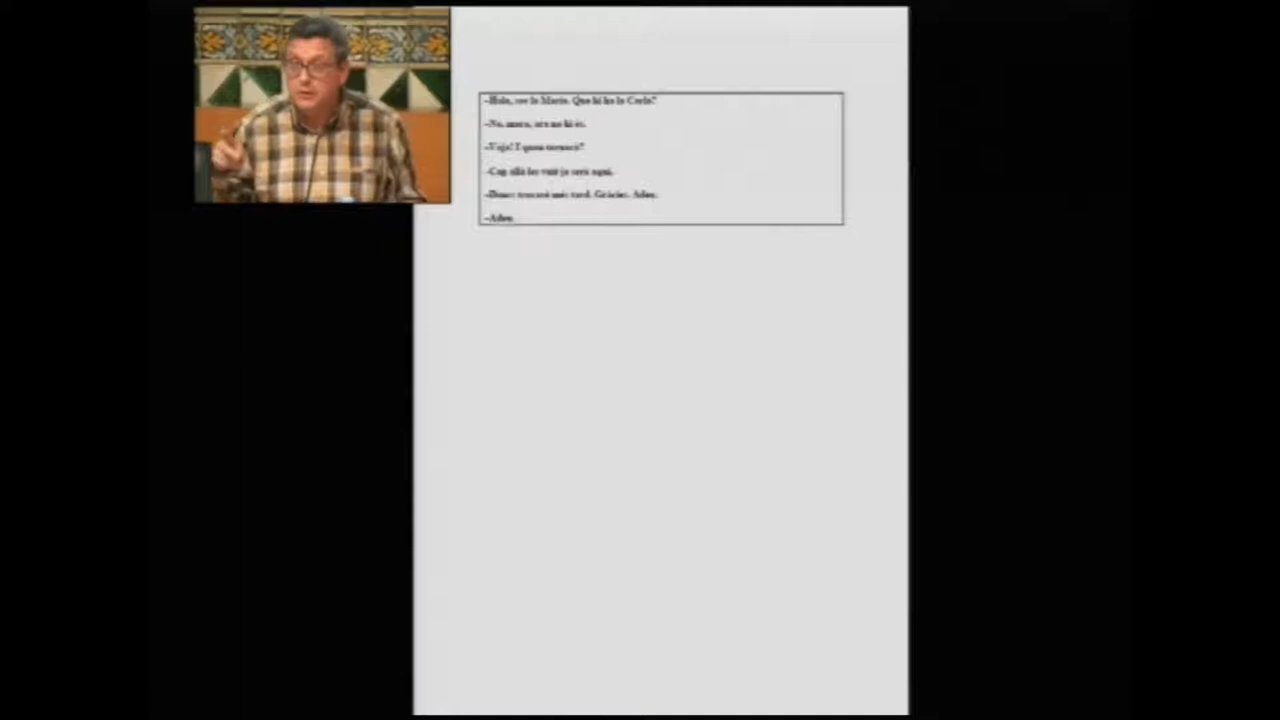 -Hola, soc la Maria. Que hi ha la Carla?
-No, maca, ara no hi és.
-Vaja! I quan tornarà?
-Cap allà les vuit ja serà aquí.
-Doncs trucaré més tard. Gràcies. Adeu.
-Adeu.